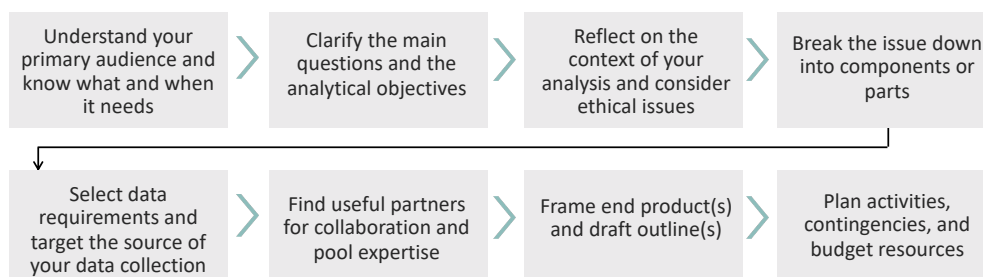 Understand your
primary audience and
know what and when
it needs
Clarify the main
questions and the
analytical objectives
Reflect on the
context of your
analysis and consider
ethical issues
Break the issue down
into components or
parts
Select data
requirements and
target the source of
your data collection
Find useful partners
for collaboration and
pool expertise
Frame end product(s)
and draft outline(s)
Plan activities,
contingencies, and
budget resources